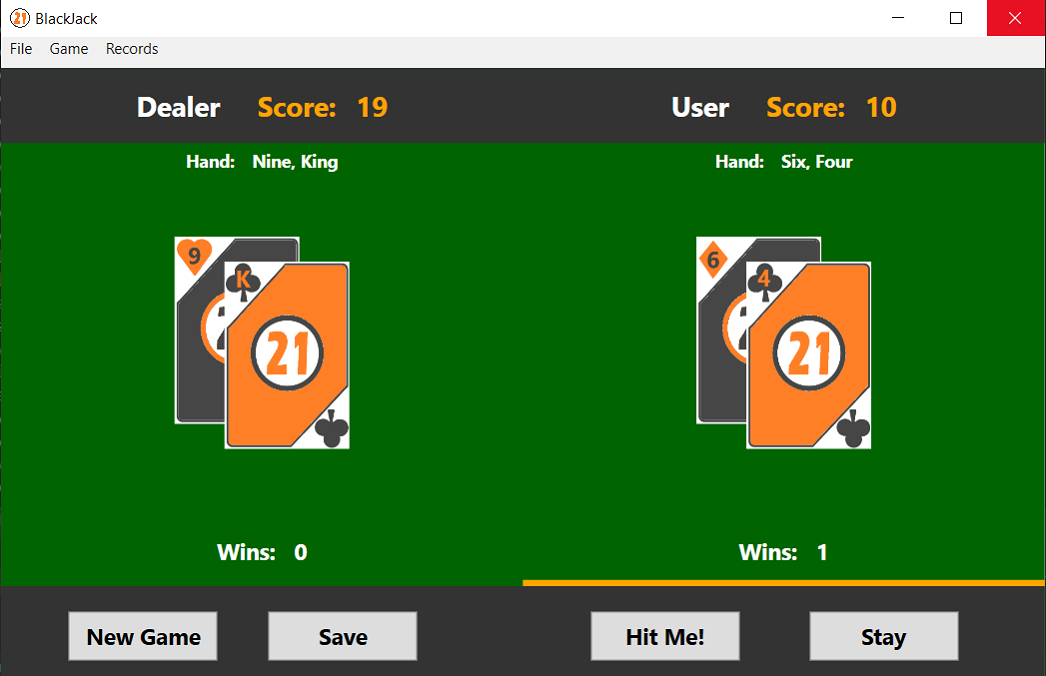 21 BlackJack
File Game Records
Dealer Score: 19
User Score: 10
Hand: Nine, King
Hand: Six, Four
9
K
21
6
4
21
Wins: 0
Wins: 1
New Game Save Hit Me! Stay